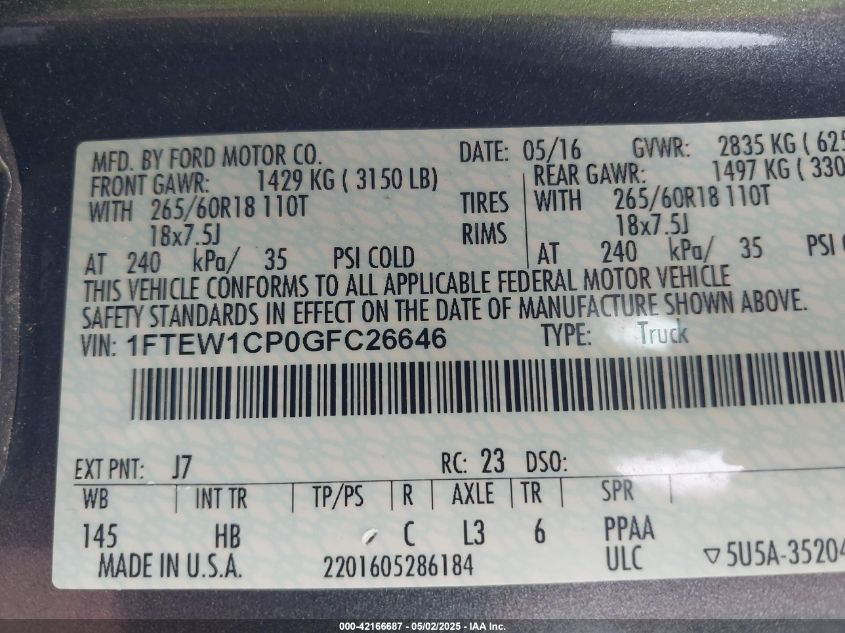 MFD. BY FORD MOTOR CO. DATE: 05/16 GVWR: 2835 KG ( 625
FRONT GAWR: 1429 KG ( 3150 LB) REAR GAWR: 1497 KG ( 330
WITH 265/60R18 110T TIRES WITH 265/60R18 110T
18x7.5J RIMS 18x7.5J
AT 240 kPa/ 35 PSI COLD AT 240 kPa/ 35 PSI
THIS VEHICLE CONFORMS TO ALL APPLICABLE FEDERAL MOTOR VEHICLE
SAFETY STANDARDS IN EFFECT ON THE DATE OF MANUFACTURE SHOWN ABOVE.
VIN: 1FTEW1CP0GFC26646 TYPE: Truck
EXT PNT: J7 RC: 23 DSO:
WB INT TR TP/PS R AXLE TR SPR
145 HB C L3 6 PPAA
MADE IN U.S.A. 2201605286184 ULC ▽5U5A-35204
000-42166687 - 05/02/2025 - IAA Inc.